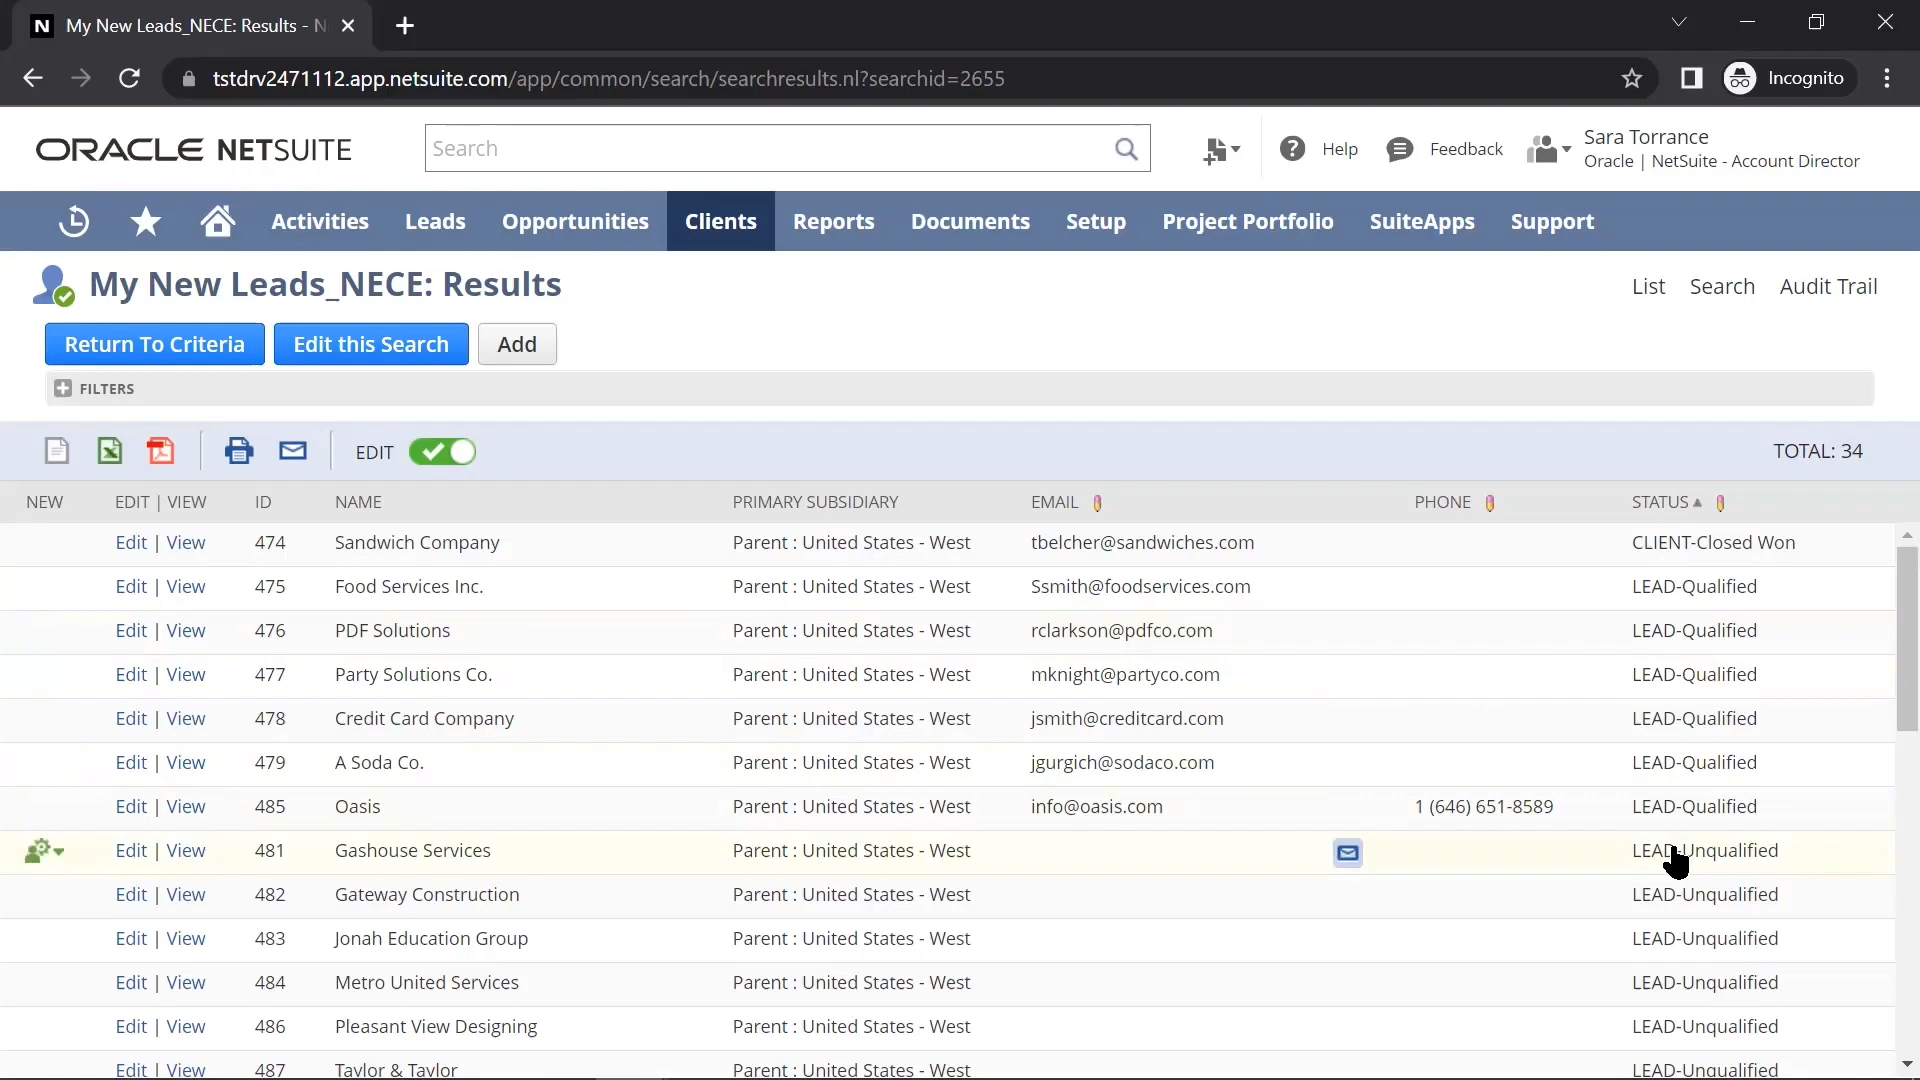 N My New Leads_NECE: Results - N
tstdrv2471112.app.netsuite.com/app/common/search/searchresults.nl?searchid=2655
Incognito
ORACLE NETSUITE
Search
Help
Feedback
Sara Torrance
Oracle | NetSuite - Account Director
Activities Leads Opportunities Clients Reports Documents Setup Project Portfolio SuiteApps Support
My New Leads_NECE: Results
List Search Audit Trail
Return To Criteria Edit this Search Add
FILTERS
EDIT
TOTAL: 34
NEW EDIT | VIEW ID NAME PRIMARY SUBSIDIARY EMAIL PHONE STATUS
Edit | View 474 Sandwich Company Parent : United States - West tbelcher@sandwiches.com CLIENT-Closed Won
Edit | View 475 Food Services Inc. Parent : United States - West Ssmith@foodservices.com LEAD-Qualified
Edit | View 476 PDF Solutions Parent : United States - West rclarkson@pdfco.com LEAD-Qualified
Edit | View 477 Party Solutions Co. Parent : United States - West mknight@partyco.com LEAD-Qualified
Edit | View 478 Credit Card Company Parent : United States - West jsmith@creditcard.com LEAD-Qualified
Edit | View 479 A Soda Co. Parent : United States - West jgurgich@sodaco.com LEAD-Qualified
Edit | View 485 Oasis Parent : United States - West info@oasis.com 1 (646) 651-8589 LEAD-Qualified
Edit | View 481 Gashouse Services Parent : United States - West LEAD-Unqualified
Edit | View 482 Gateway Construction Parent : United States - West LEAD-Unqualified
Edit | View 483 Jonah Education Group Parent : United States - West LEAD-Unqualified
Edit | View 484 Metro United Services Parent : United States - West LEAD-Unqualified
Edit | View 486 Pleasant View Designing Parent : United States - West LEAD-Unqualified
Edit | View 487 Taylor & Taylor Parent : United States - West LEAD-Unqualified